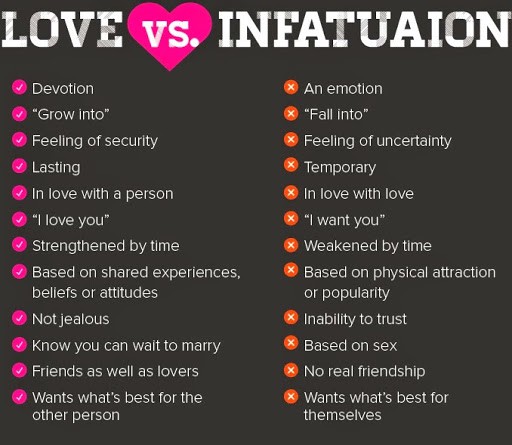 LOVE VS. INFATUAION
Devotion
“Grow into”
Feeling of security
Lasting
In love with a person
“I love you”
Strengthened by time
Based on shared experiences,
beliefs or attitudes
Not jealous
Know you can wait to marry
Friends as well as lovers
Wants what’s best for the
other person
An emotion
“Fall into”
Feeling of uncertainty
Temporary
In love with love
“I want you”
Weakened by time
Based on physical attraction
or popularity
Inability to trust
Based on sex
No real friendship
Wants what’s best for
themselves